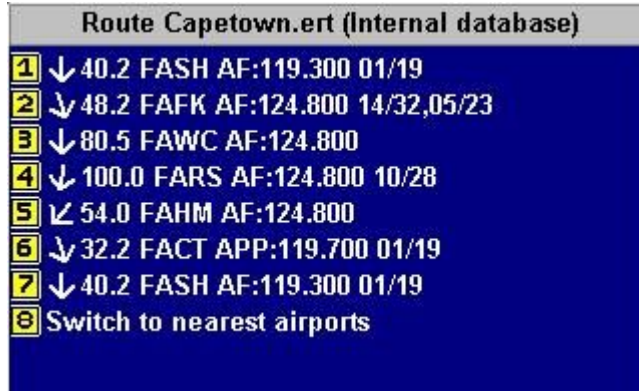 Route Capetown.ert (Internal database)
1 ↓ 40.2 FASH AF:119.300 01/19
2 ↓ 48.2 FAFK AF:124.800 14/32,05/23
3 ↓ 80.5 FAWC AF:124.800
4 ↓ 100.0 FARS AF:124.800 10/28
5 ↙ 54.0 FAHM AF:124.800
6 ↓ 32.2 FACT APP:119.700 01/19
7 ↓ 40.2 FASH AF:119.300 01/19
8 Switch to nearest airports